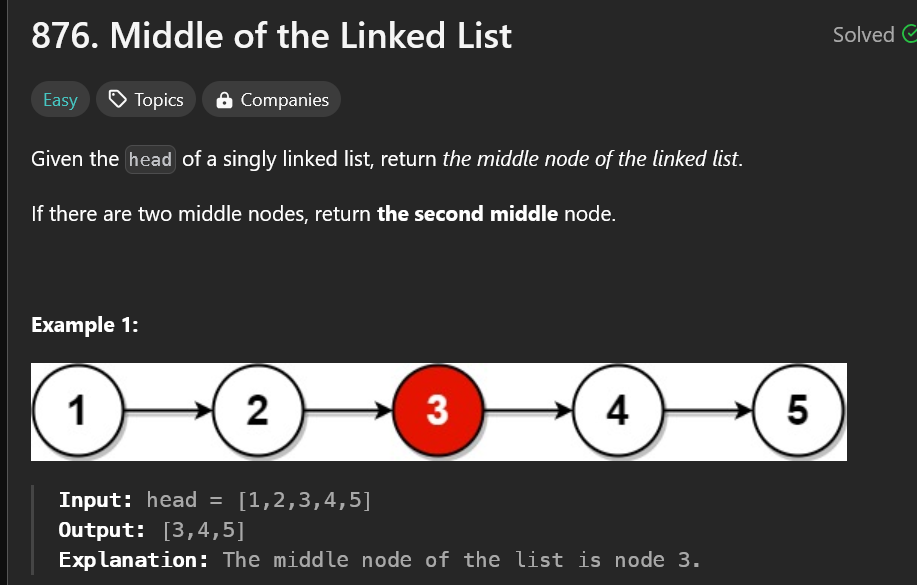 876. Middle of the Linked List
Solved
Easy
Topics
Companies
Given the head of a singly linked list, return the middle node of the linked list.
If there are two middle nodes, return the second middle node.
Example 1:
1 2 3 4 5
Input: head = [1,2,3,4,5]
Output: [3,4,5]
Explanation: The middle node of the list is node 3.